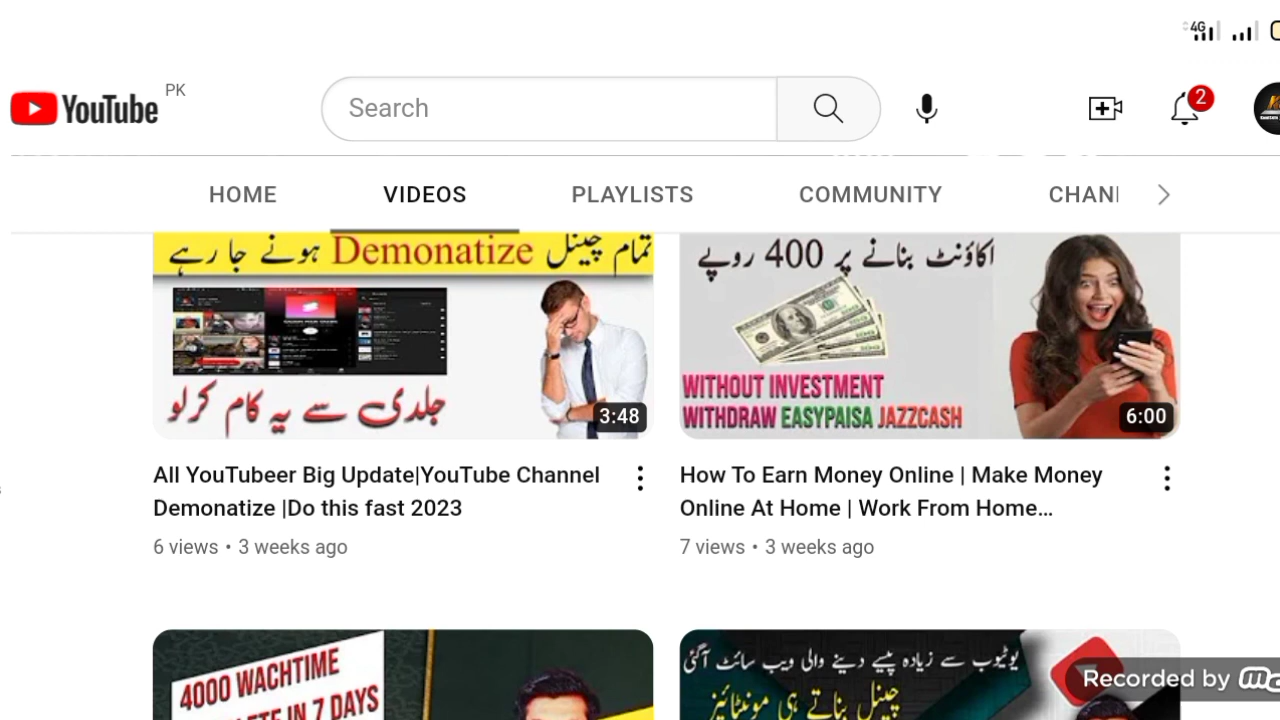 4G
YouTube PK
Search
2
HOME VIDEOS PLAYLISTS COMMUNITY
تمام چینل Demonatize ہونے جا رہے
جلدی سے یہ کام کرلو
3:48
اکاؤنٹ بنانے پر 400 روپے
WITHOUT INVESTMENT
WITHDRAW EASYPAISA JAZZCASH
6:00
All YouTubeer Big Update|YouTube Channel
Demonatize |Do this fast 2023
6 views • 3 weeks ago
How To Earn Money Online | Make Money
Online At Home | Work From Home...
7 views • 3 weeks ago
4000 WACHTIME
IN 7 DAYS
یوٹیوب سے زیادہ پیسے دینے والی ویب سائٹ آگئی
چینل بناتے ہی مونیٹائیز
Recorded by